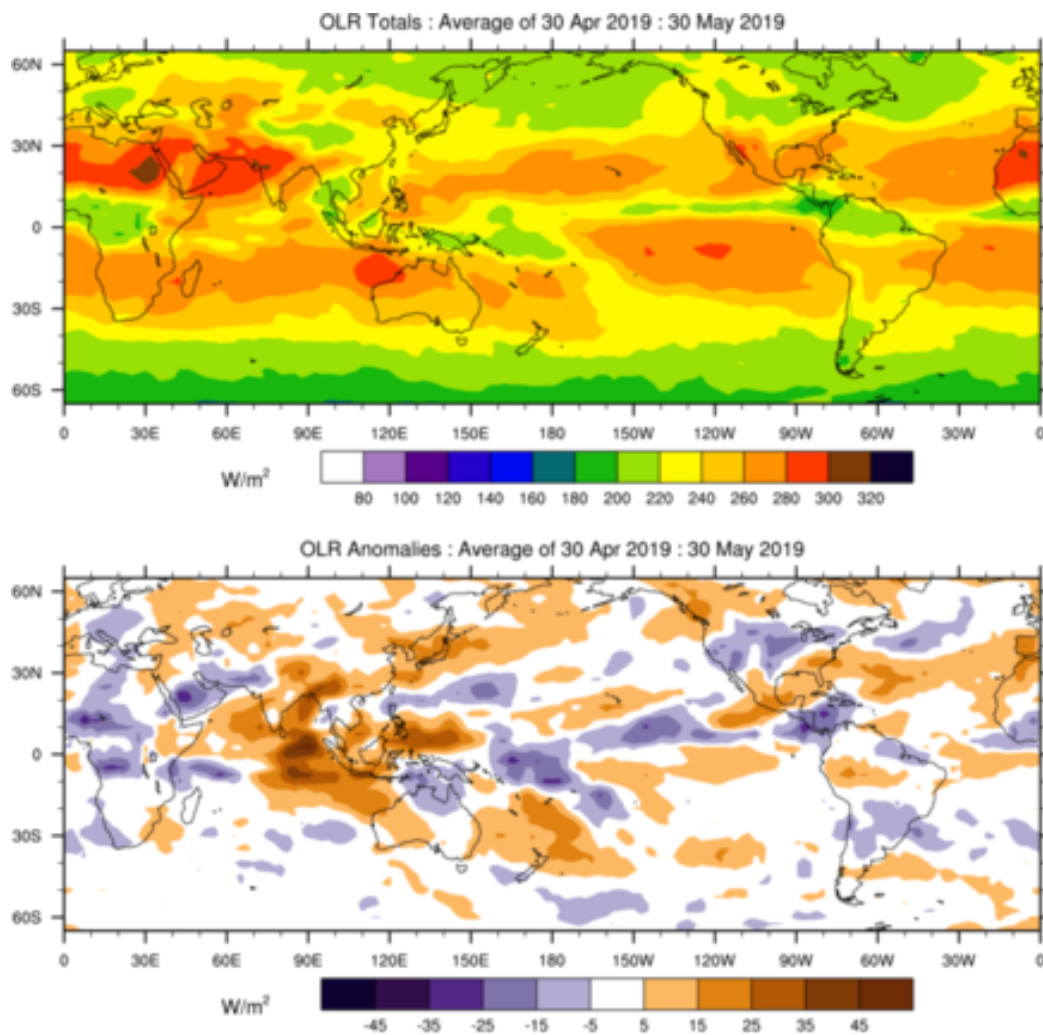 OLR Totals : Average of 30 Apr 2019 : 30 May 2019
60N
30N
0
30S
60S
0 30E 60E 90E 120E 150E 180 150W 120W 90W 60W 30W 0
W/m²
80 100 120 140 160 180 200 220 240 260 280 300 320
OLR Anomalies : Average of 30 Apr 2019 : 30 May 2019
60N
30N
0
30S
60S
0 30E 60E 90E 120E 150E 180 150W 120W 90W 60W 30W 0
W/m²
-45 -35 -25 -15 -5 5 15 25 35 45